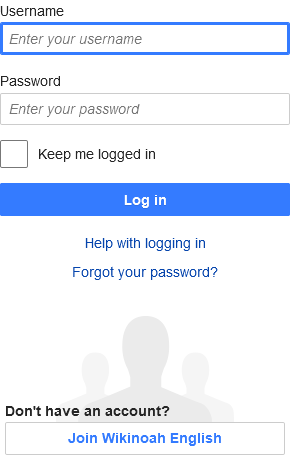 Username
Enter your username
Password
Enter your password
Keep me logged in
Log in
Help with logging in
Forgot your password?
Don't have an account?
Join Wikinoah English